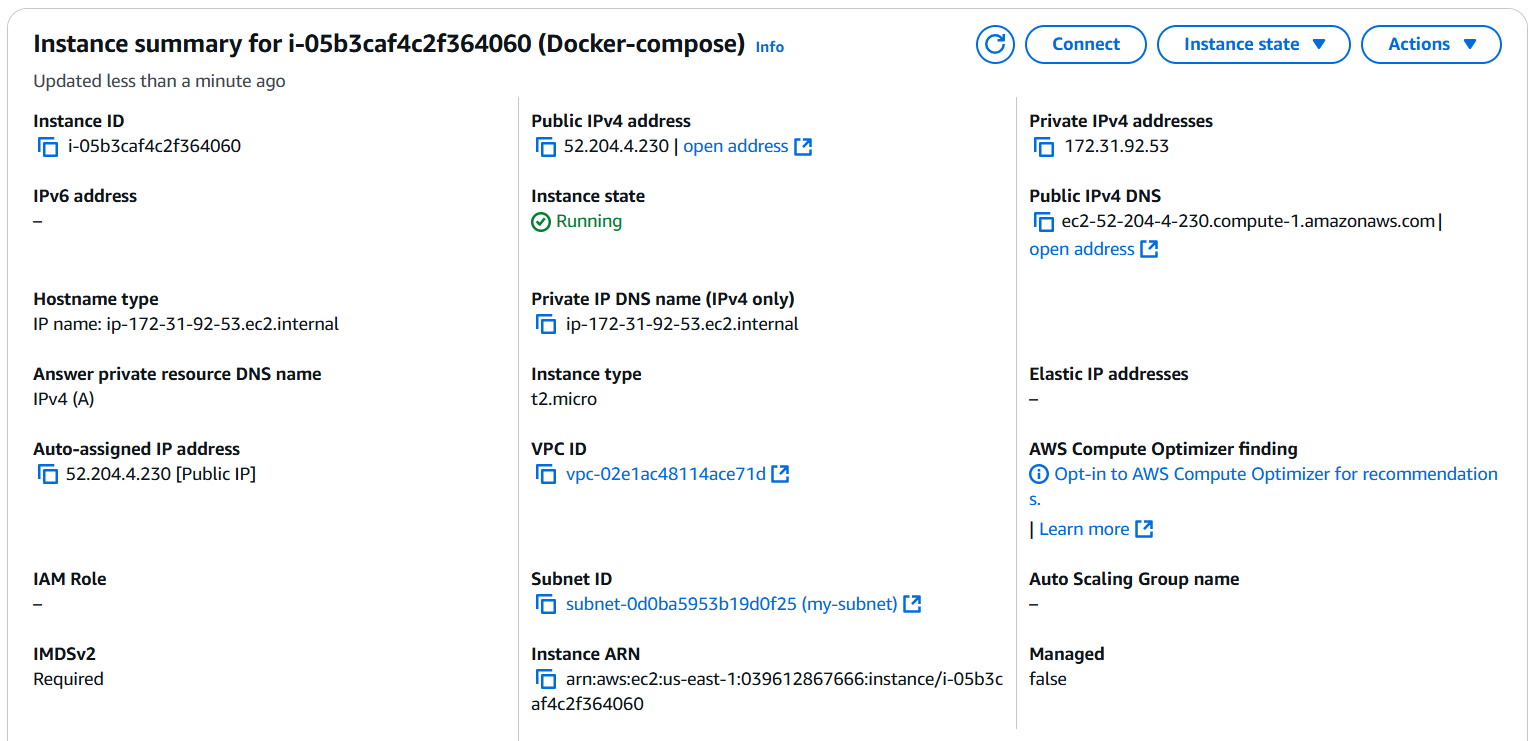 Instance summary for i-05b3caf4c2f364060 (Docker-compose) Info
Connect
Instance state
Actions
Updated less than a minute ago
Instance ID
i-05b3caf4c2f364060
Public IPv4 address
52.204.4.230 | open address
Private IPv4 addresses
172.31.92.53
IPv6 address
–
Instance state
Running
Public IPv4 DNS
ec2-52-204-4-230.compute-1.amazonaws.com |
open address
Hostname type
IP name: ip-172-31-92-53.ec2.internal
Private IP DNS name (IPv4 only)
ip-172-31-92-53.ec2.internal
Answer private resource DNS name
IPv4 (A)
Instance type
t2.micro
Elastic IP addresses
–
Auto-assigned IP address
52.204.4.230 [Public IP]
VPC ID
vpc-02e1ac48114ace71d
AWS Compute Optimizer finding
Opt-in to AWS Compute Optimizer for recommendation
s.
| Learn more
IAM Role
–
Subnet ID
subnet-0d0ba5953b19d0f25 (my-subnet)
Auto Scaling Group name
–
IMDSv2
Required
Instance ARN
arn:aws:ec2:us-east-1:039612867666:instance/i-05b3c
af4c2f364060
Managed
false